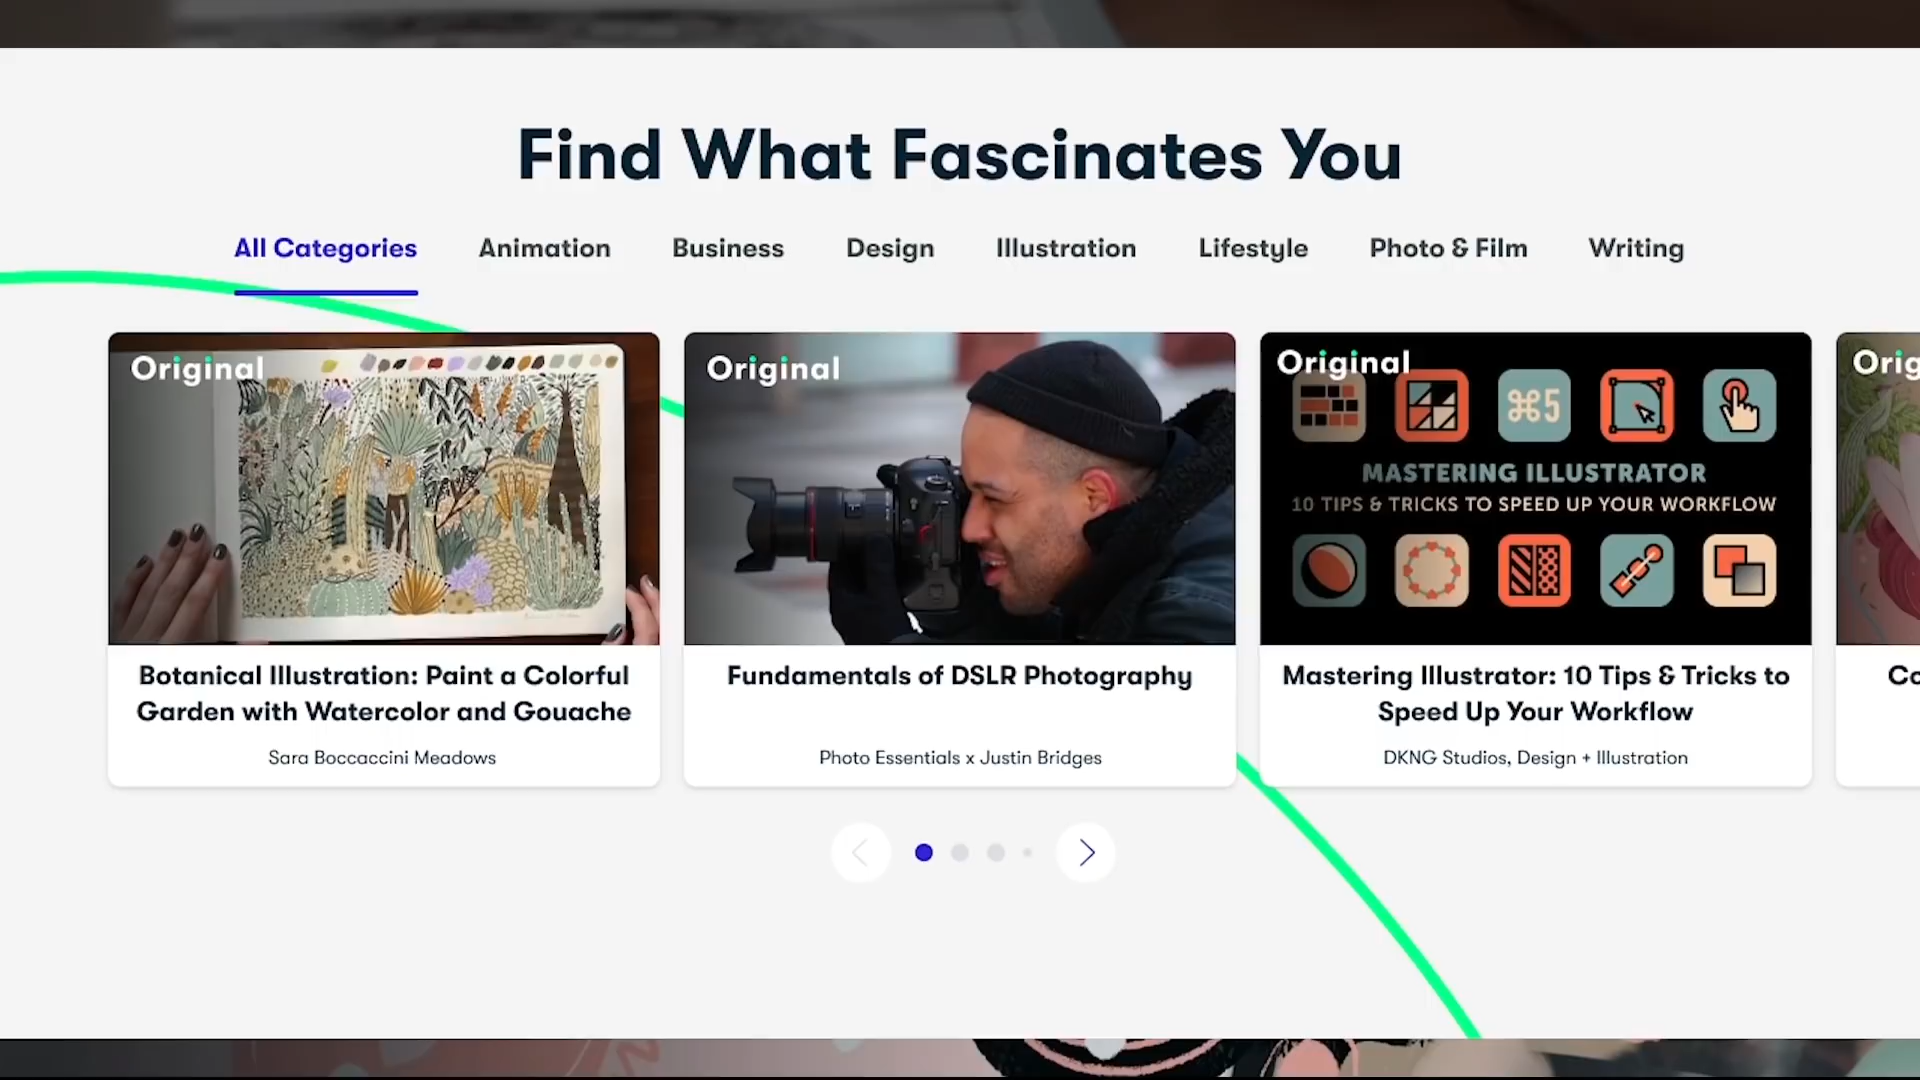 Find What Fascinates You
All Categories Animation Business Design Illustration Lifestyle Photo & Film Writing
Original
Botanical Illustration: Paint a Colorful
Garden with Watercolor and Gouache
Sara Boccaccini Meadows
Original
Fundamentals of DSLR Photography
Photo Essentials x Justin Bridges
Original
⌘5
MASTERING ILLUSTRATOR
10 TIPS & TRICKS TO SPEED UP YOUR WORKFLOW
Mastering Illustrator: 10 Tips & Tricks to
Speed Up Your Workflow
DKNG Studios, Design + Illustration
Orig
Co